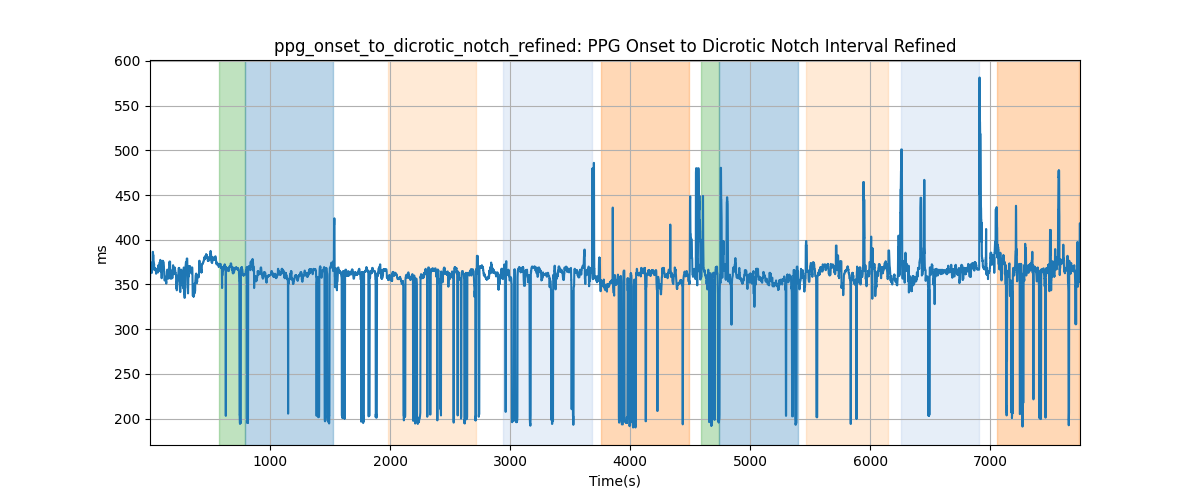 ppg_onset_to_dicrotic_notch_refined: PPG Onset to Dicrotic Notch Interval Refined
600
550
500
450
400
350
300
250
200
ms
1000 2000 3000 4000 5000 6000 7000
Time(s)